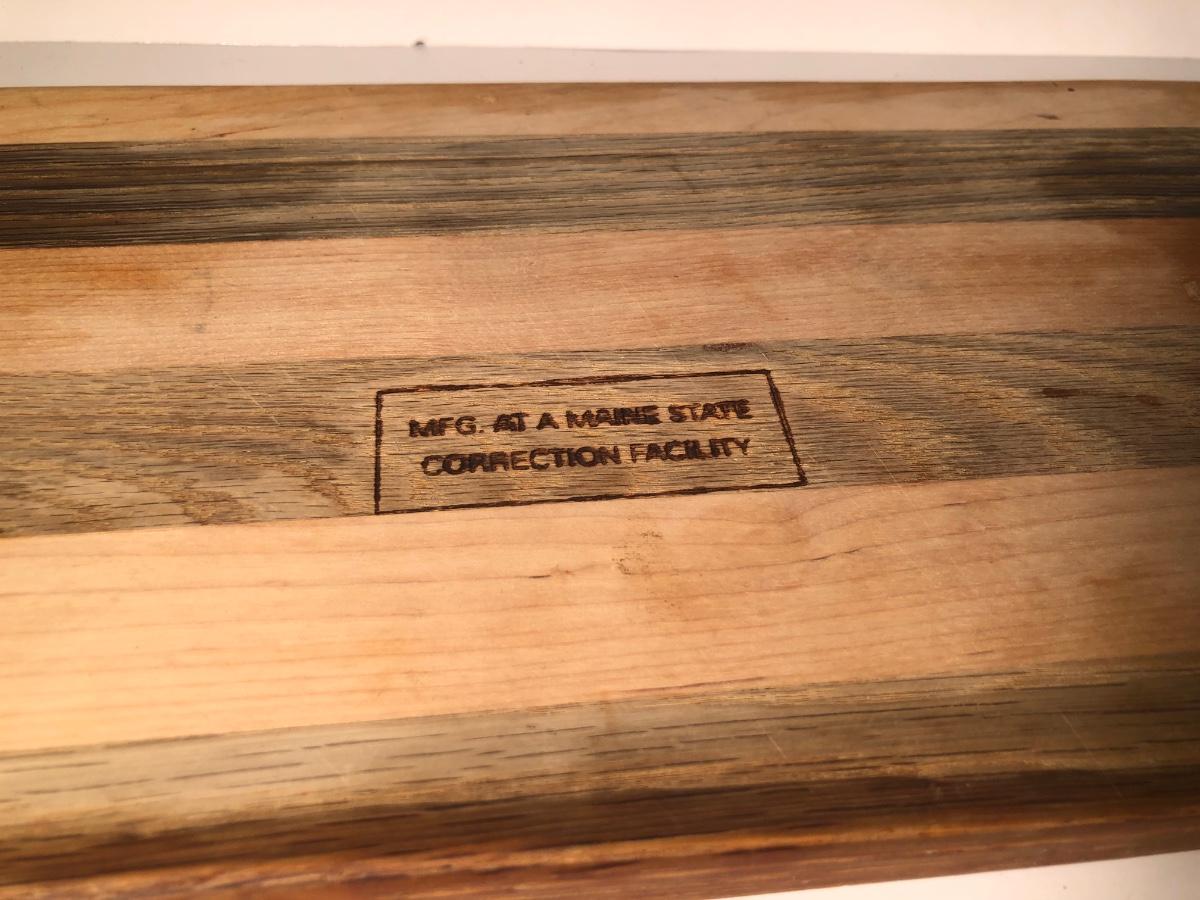 MFG. AT A MAINE STATE
CORRECTION FACILITY